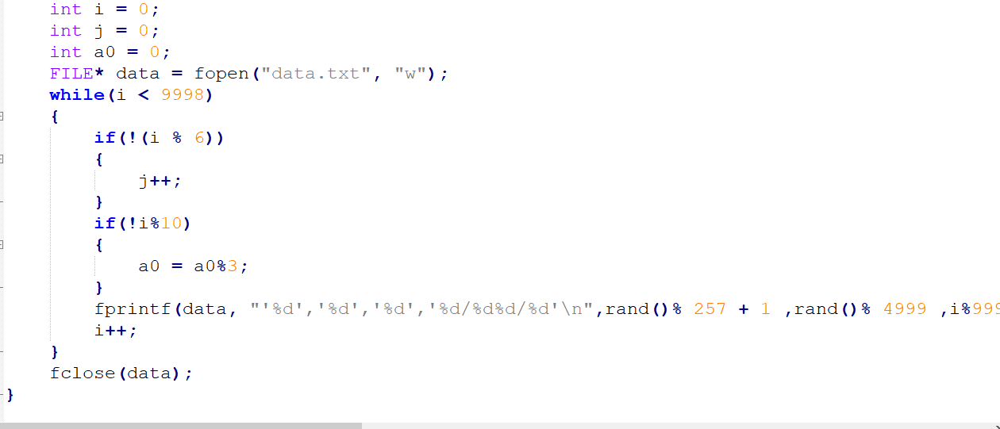 int i = 0;
int j = 0;
int a0 = 0;
FILE* data = fopen("data.txt", "w");
while(i < 9998)
{
if(!(i % 6))
{
j++;
}
if(!i%10)
{
a0 = a0%3;
}
fprintf(data, "'%d','%d','%d','%d/%d%d/%d'\n",rand()% 257 + 1 ,rand()% 4999 ,i%999
i++;
}
fclose(data);
}